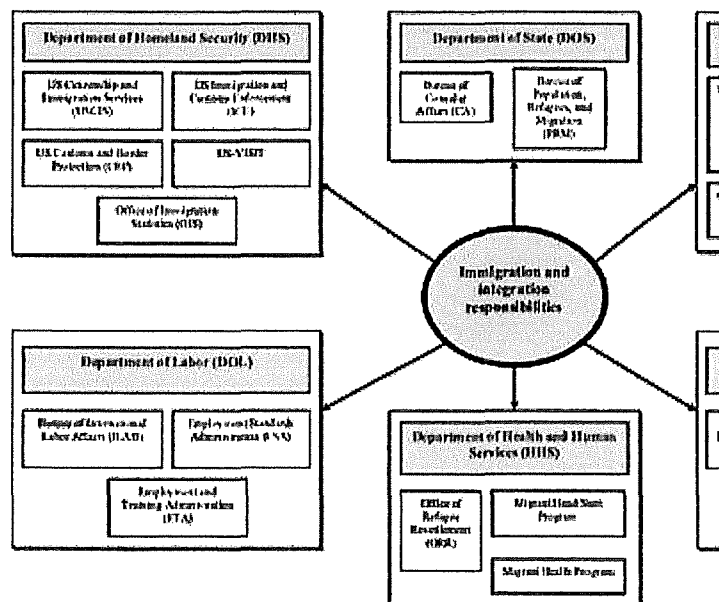 Department of Homeland Security (DHS)
US Citizenship and
Immigration Services
(USCIS)
US Immigration and
Customs Enforcement
(ICE)
US Customs and Border
Protection (CBP)
US-VISIT
Office of Immigration
Statistics (OIS)
Department of State (DOS)
Bureau of
Consular
Affairs (CA)
Bureau of
Population,
Refugees, and
Migration
(PRM)
Immigration and
integration
responsibilities
Department of Labor (DOL)
Bureau of International
Labor Affairs (ILAB)
Employment Standards
Administration (ESA)
Employment and
Training Administration
(ETA)
Department of Health and Human
Services (HHS)
Office of
Refugee
Resettlement
(ORR)
Migrant Head Start
Program
Migrant Health Program